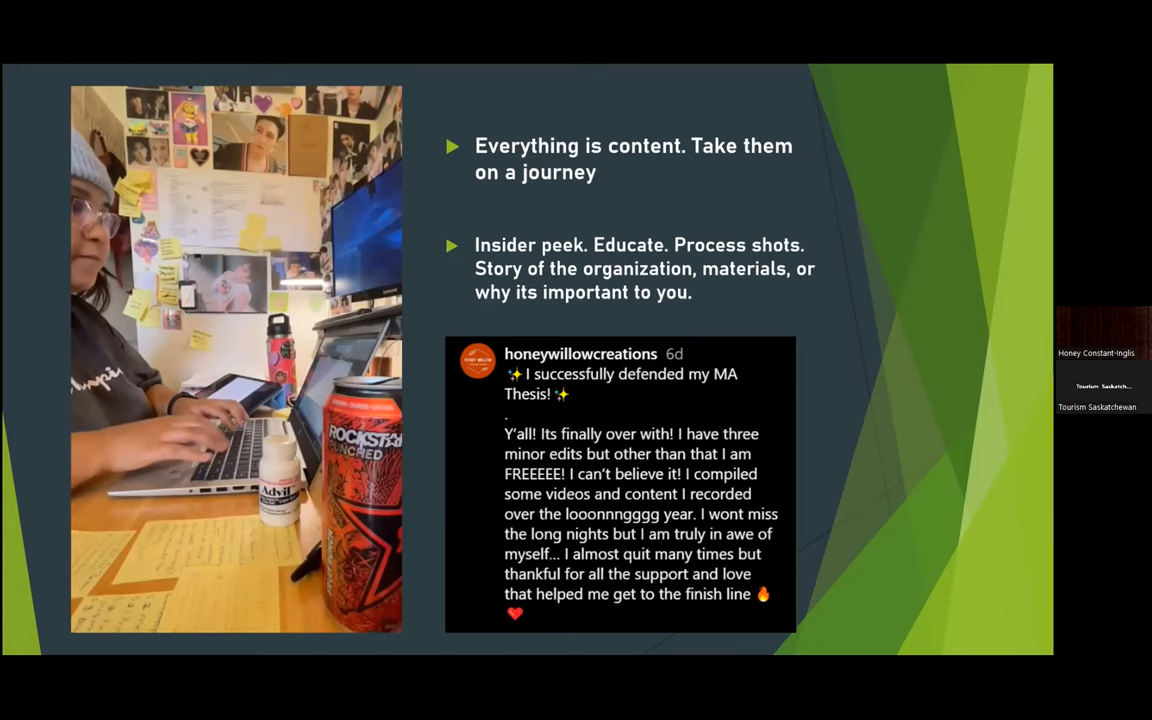 Everything is content. Take them
on a journey
Insider peek. Educate. Process shots.
Story of the organization, materials, or
why its important to you.
honeywillowcreations 6d
✨I successfully defended my MA
Thesis!✨
.
Y'all! Its finally over with! I have three
minor edits but other than that I am
FREEEEE! I can't believe it! I compiled
some videos and content I recorded
over the looonnngggg year. I wont miss
the long nights but I am truly in awe of
myself... I almost quit many times but
thankful for all the support and love
that helped me get to the finish line 🔥
❤️
HONEY WILLOW
ROCKSTAR
PUNCHED
Advil
Honey Constant-Inglis
Tourism Saskatch...
Tourism Saskatchewan